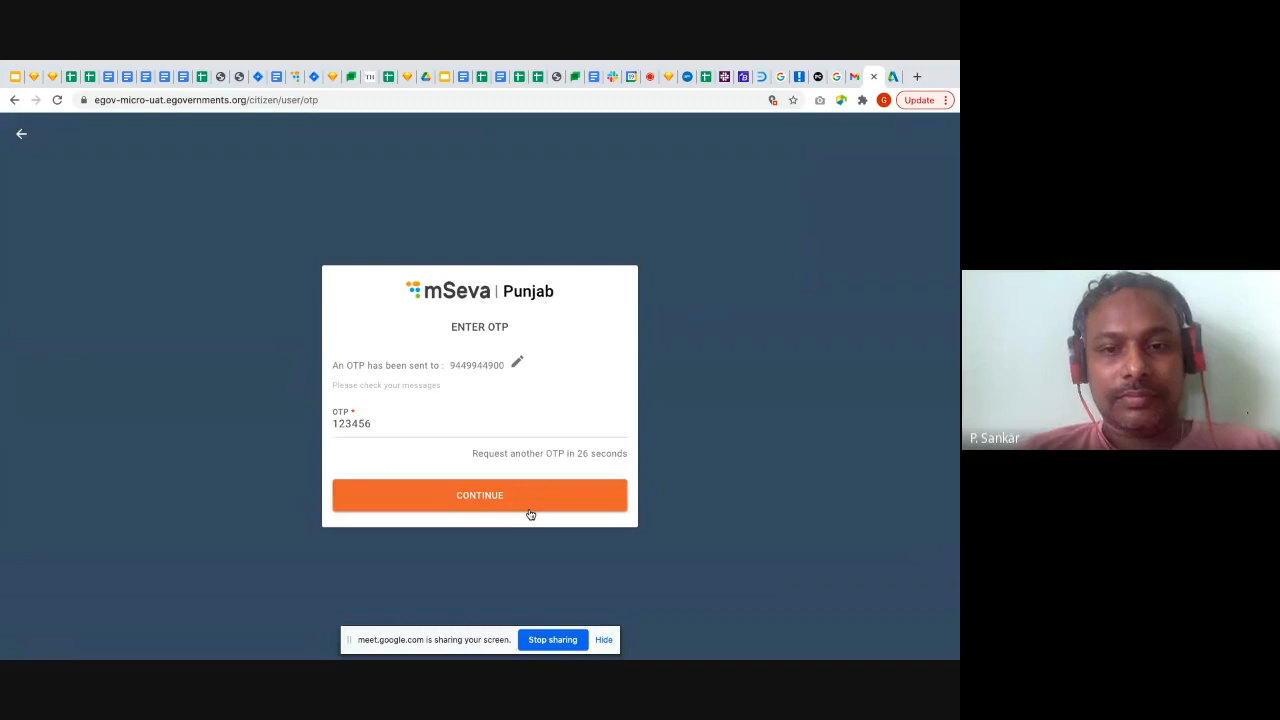 egov-micro-uat.egovernments.org/citizen/user/otp
Update
mSeva | Punjab
ENTER OTP
An OTP has been sent to : 9449944900
Please check your messages
OTP *
123456
Request another OTP in 26 seconds
CONTINUE
P. Sankar
meet.google.com is sharing your screen. Stop sharing Hide